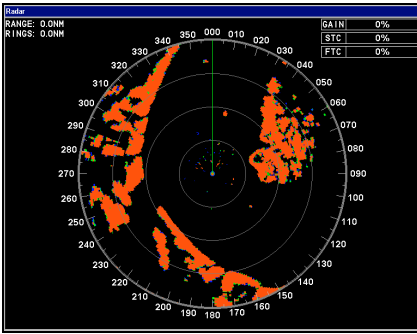 Radar
RANGE: 0.0NM
RINGS: 0.0NM
GAIN 0%
STC 0%
FTC 0%
340 350 000 010 020
330 030
320 040
310 050
300 060
290 070
280 080
270 090
260 100
250 110
240 120
230 130
220 140
210 150
200 190 180 170 160